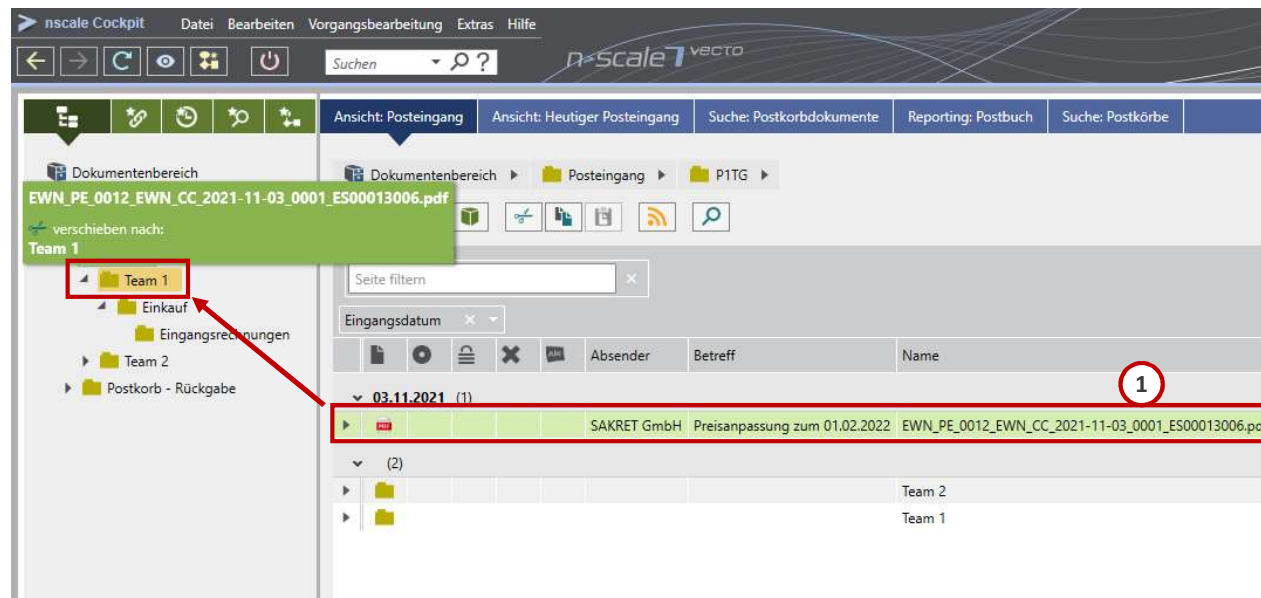 nscale Cockpit Datei Bearbeiten Vorgangsbearbeitung Extras Hilfe
Suchen ? n-scale7 vecto
Ansicht: Posteingang Ansicht: Heutiger Posteingang Suche: Postkorbdokumente Reporting: Postbuch Suche: Postkörbe
Dokumentenbereich
Dokumentenbereich Posteingang P1TG
EWN_PE_0012_EWN_CC_2021-11-03_0001_ES00013006.pdf
verschieben nach:
Team 1
Team 1
Einkauf
Eingangsrechnungen
Team 2
Postkorb - Rückgabe
Seite filtern
Eingangsdatum
Abc Absender Betreff Name
1
03.11.2021 (1)
SAKRET GmbH Preisanpassung zum 01.02.2022 EWN_PE_0012_EWN_CC_2021-11-03_0001_ES00013006.pd
(2)
Team 2
Team 1